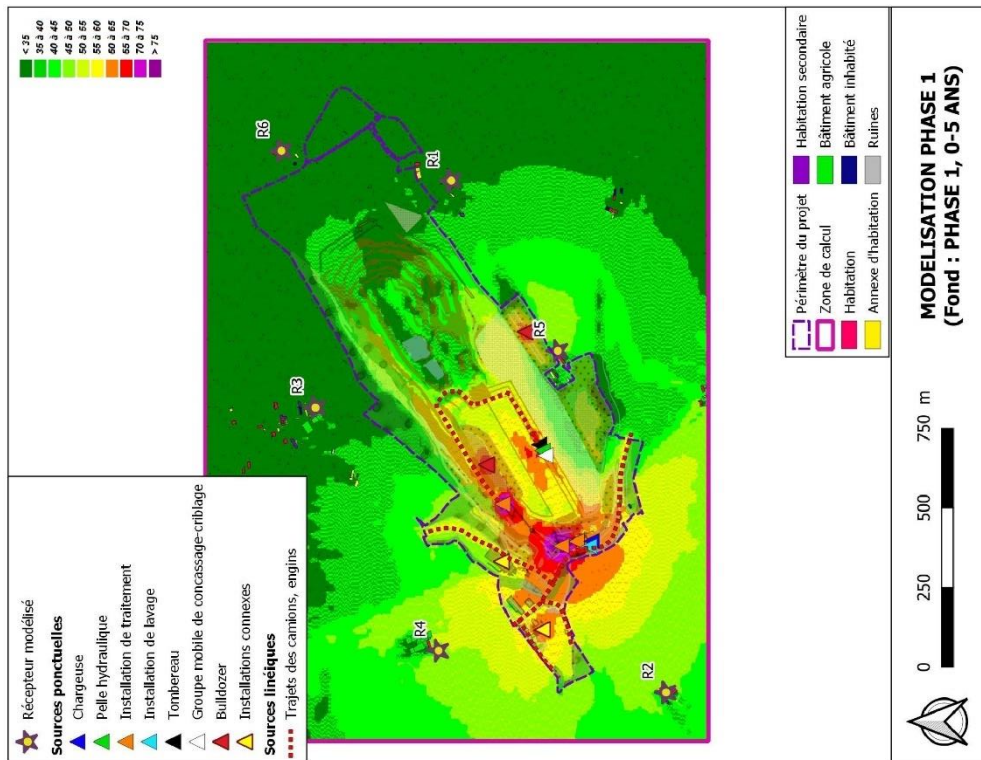 Récepteur modélisé
Sources ponctuelles
Chargeuse
Pelle hydraulique
Installation de traitement
Installation de lavage
Tombereau
Groupe mobile de concassage-criblage
Bulldozer
Installations connexes
Sources linéiques
Trajets des camions, engins
< 35
35 à 40
40 à 45
45 à 50
50 à 55
55 à 60
60 à 65
65 à 70
70 à 75
> 75
R6
R1
R3
R5
R4
R2
Périmètre du projet
Zone de calcul
Habitation
Annexe d'habitation
Habitation secondaire
Bâtiment agricole
Bâtiment inhabité
Ruines
0 250 500 750 m
MODELISATION PHASE 1
(Fond : PHASE 1, 0-5 ANS)